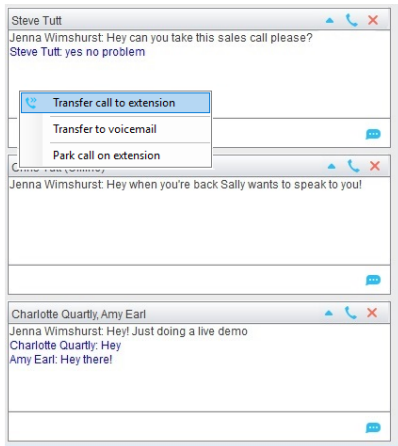 Steve Tutt
Jenna Wimshurst: Hey can you take this sales call please?
Steve Tutt: yes no problem
Transfer call to extension
Transfer to voicemail
Park call on extension
Jenna Wimshurst: Hey when you're back Sally wants to speak to you!
Charlotte Quartly, Amy Earl
Jenna Wimshurst: Hey! Just doing a live demo
Charlotte Quartly: Hey
Amy Earl: Hey there!